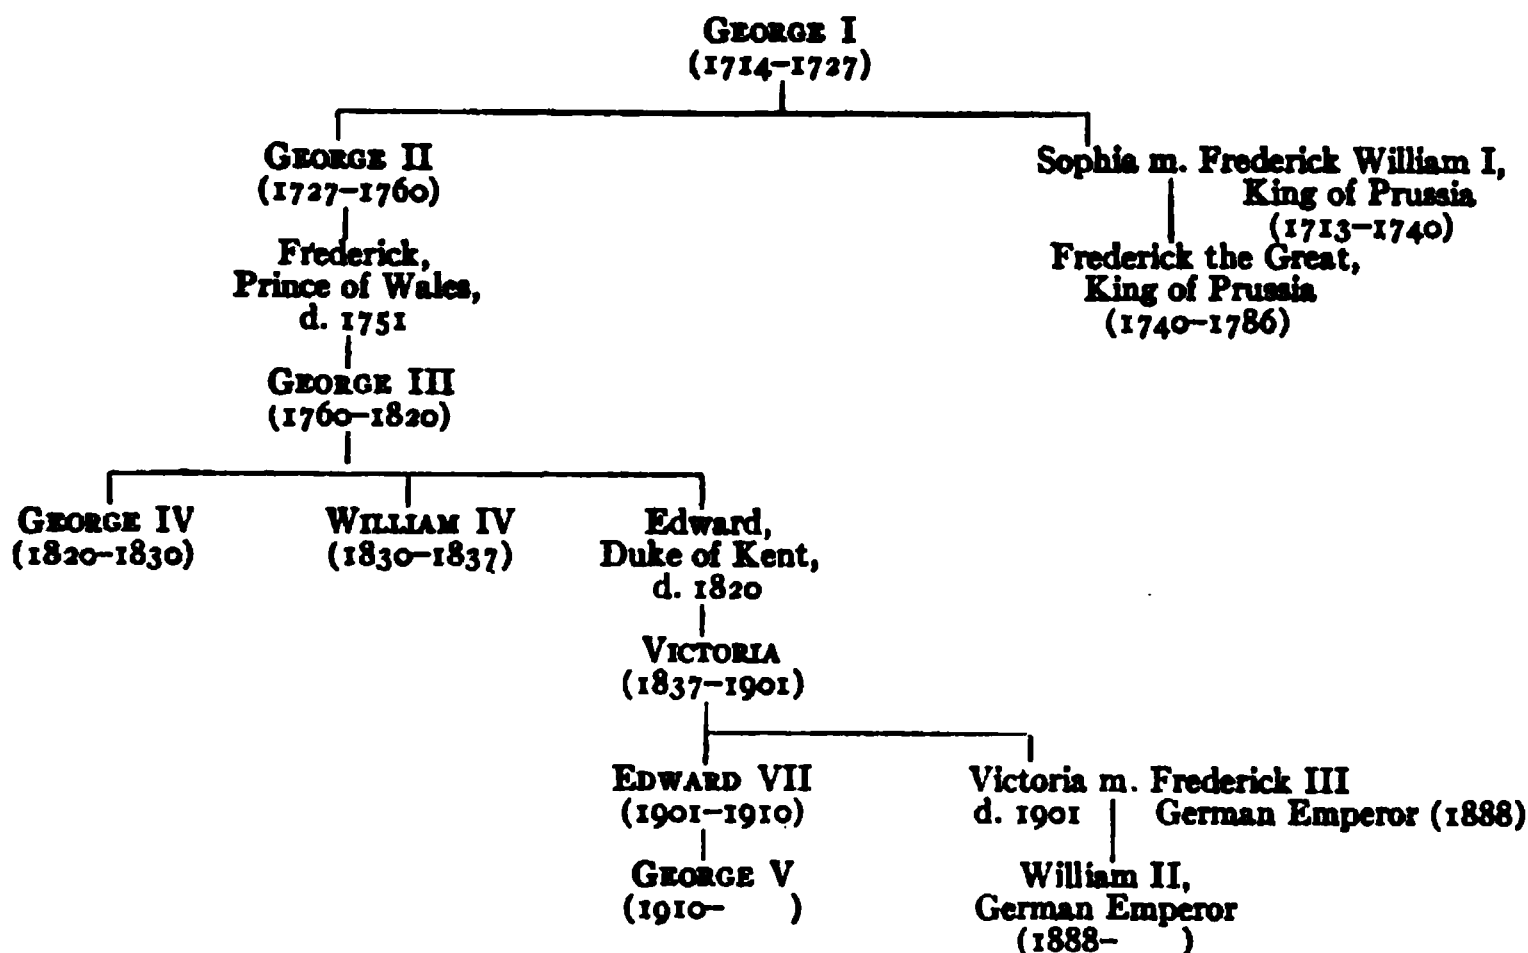 GEORGE I
(1714–1727)
GEORGE II
(1727–1760)
Sophia m. Frederick William I,
King of Prussia
(1713–1740)
Frederick,
Prince of Wales,
d. 1751
Frederick the Great,
King of Prussia
(1740–1786)
GEORGE III
(1760–1820)
GEORGE IV
(1820–1830)
WILLIAM IV
(1830–1837)
Edward,
Duke of Kent,
d. 1820
VICTORIA
(1837–1901)
EDWARD VII
(1901–1910)
Victoria m. Frederick III
d. 1901 German Emperor (1888)
GEORGE V
(1910– )
William II,
German Emperor
(1888– )